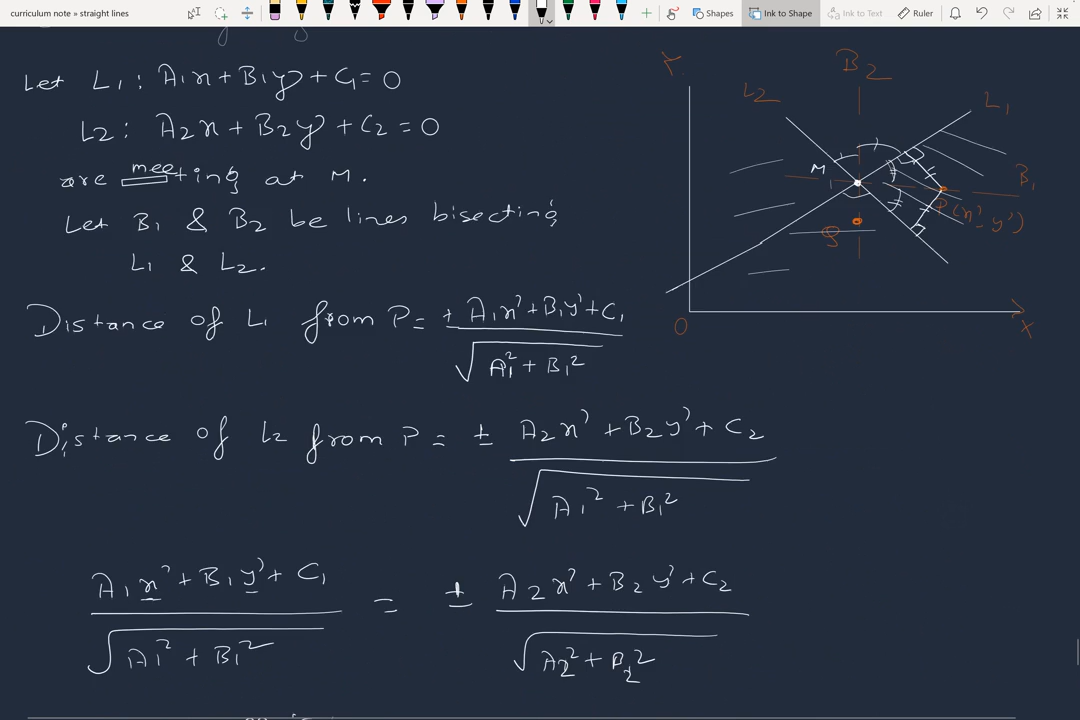 curriculum note » straight lines
Shapes
Ink to Shape
Ink to Text
Ruler
Let L1 : A1x + B1y + C1 = 0
L2 : A2x + B2y + C2 = 0
are meeting at M.
Let B1 & B2 be lines bisecting
L1 & L2.
Distance of L1 from P = ± A1x' + B1y' + C1 / √(A1² + B1²)
Distance of L2 from P = ± A2x' + B2y' + C2 / √(A1² + B1²)
A1x' + B1y' + C1 / √(A1² + B1²) = ± A2x' + B2y' + C2 / √(A2² + B2²)
Y
B2
L2
L1
M
B1
P(x', y')
Q
O
X